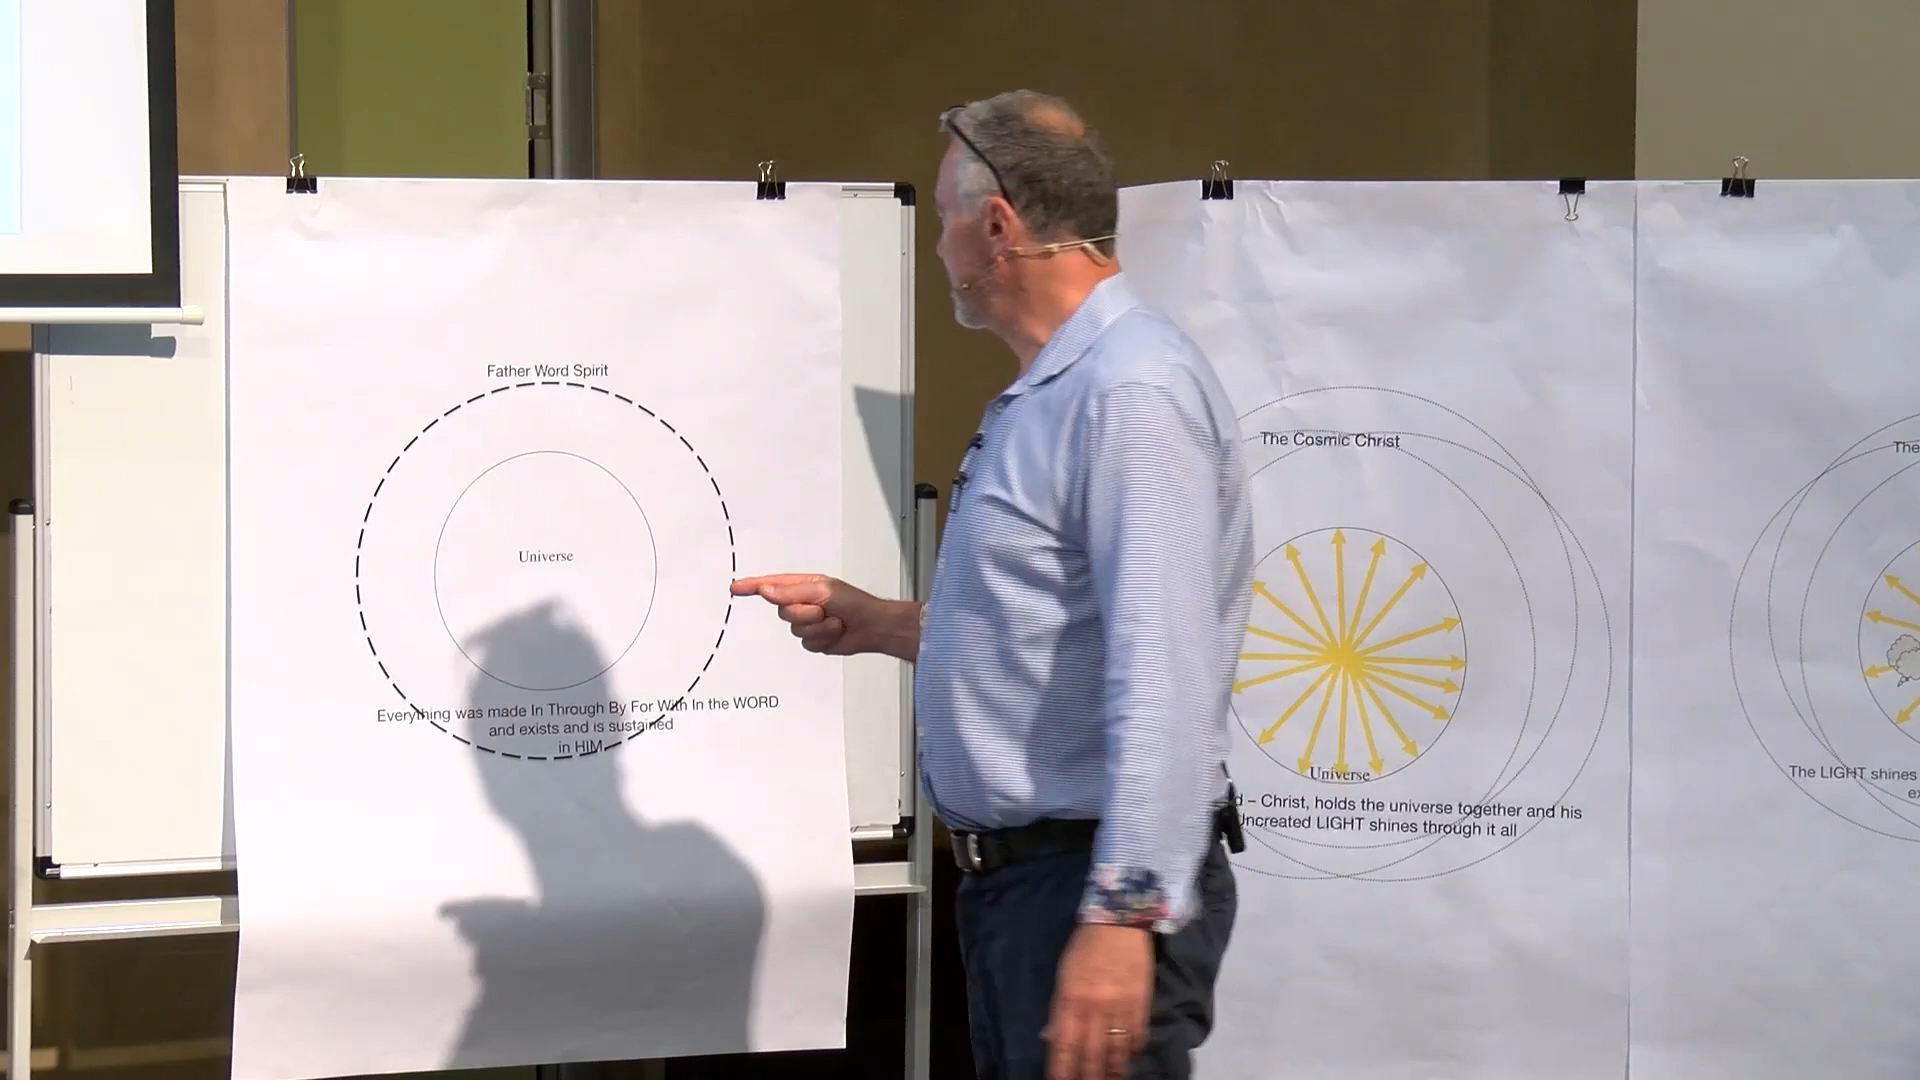 Father Word Spirit
Universe
Everything was made In Through By For With In the WORD
and exists and is sustained
in HIM
The Cosmic Christ
Universe
d – Christ, holds the universe together and his
Uncreated LIGHT shines through it all
The
The LIGHT shines